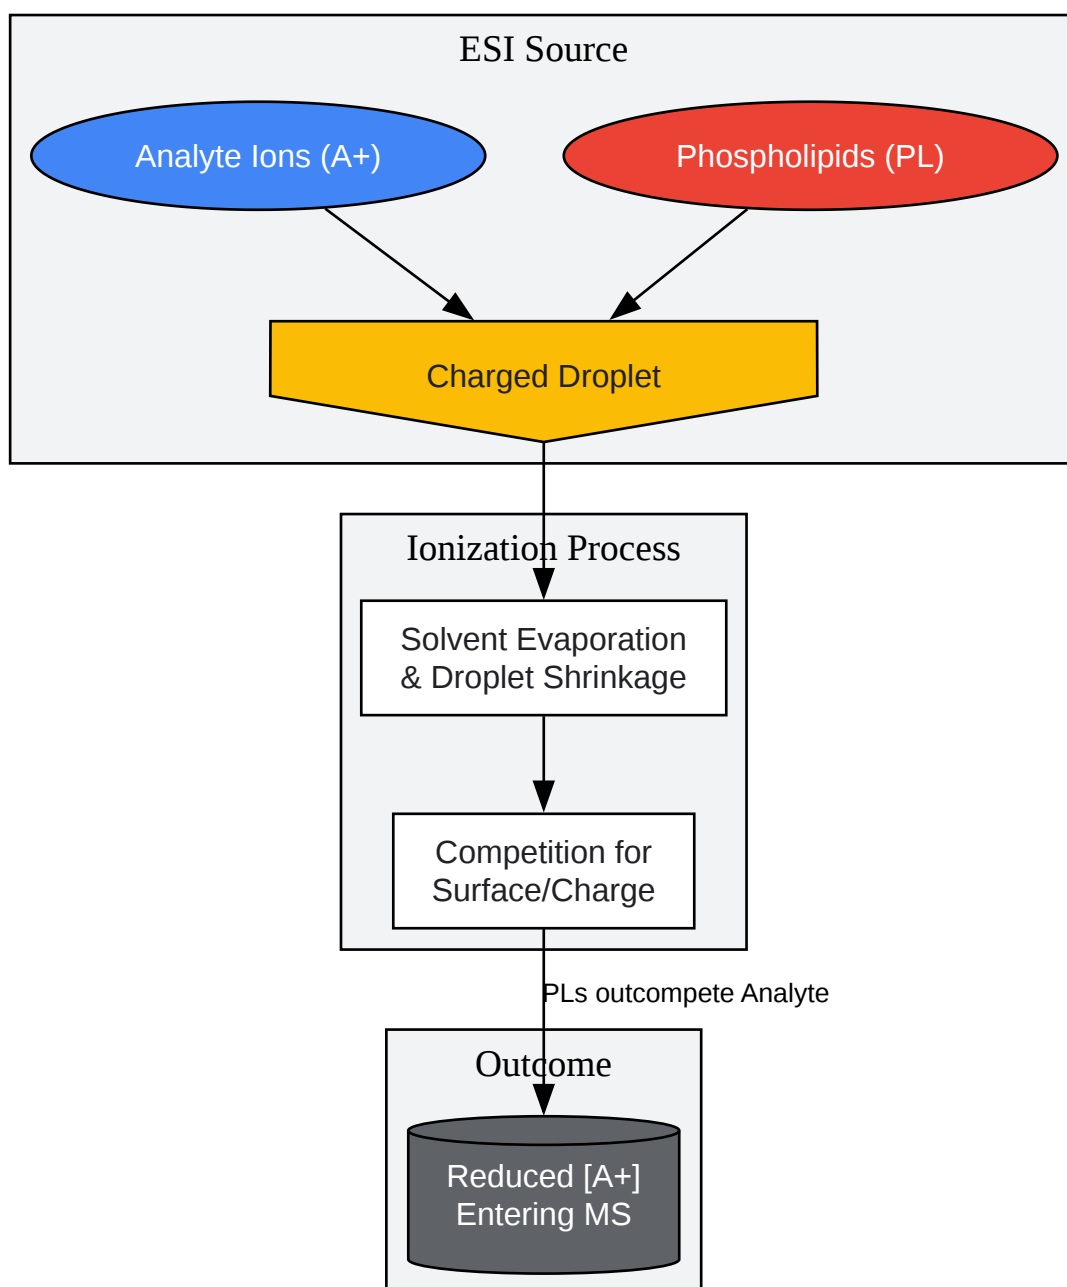 ESI Source
Analyte Ions (A+)
Phospholipids (PL)
Charged Droplet
Ionization Process
Solvent Evaporation
& Droplet Shrinkage
Competition for
Surface/Charge
PLs outcompete Analyte
Outcome
Reduced [A+]
Entering MS